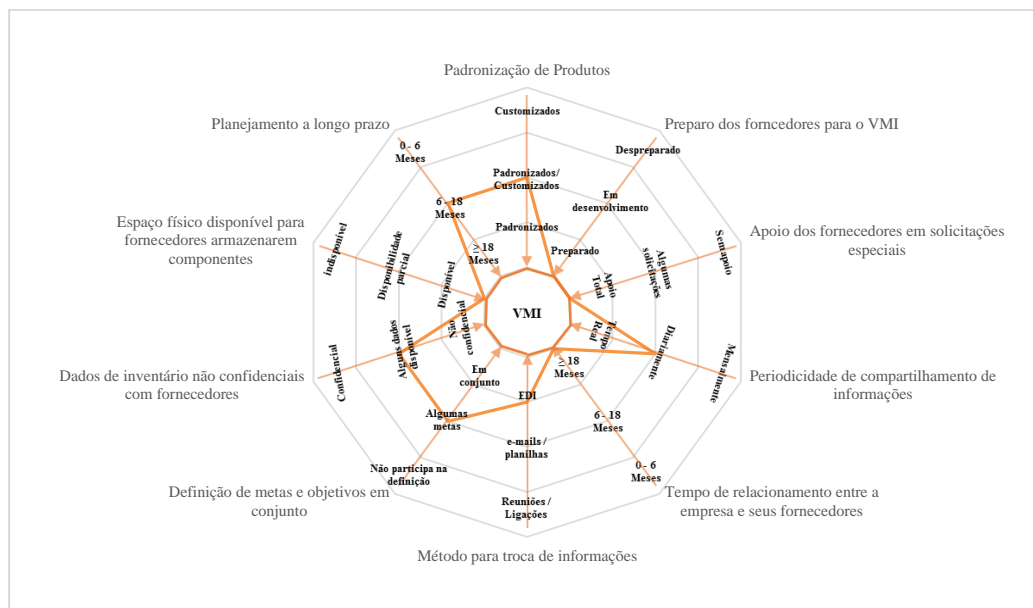 Padronização de Produtos
Customizados
Padronizados/
Customizados
Padronizados
Preparo dos forncedores para o VMI
Despreparado
Em
desenvolvimento
Preparado
Apoio dos fornecedores em solicitações
especiais
Sem apoio
Algumas
solicitações
Apoio
Total
Periodicidade de compartilhamento de
informações
Mensalmente
Diariamente
Tempo
Real
Tempo de relacionamento entre a
empresa e seus fornecedores
0 - 6
Meses
6 - 18
Meses
≥ 18
Meses
Método para troca de informações
Reuniões /
Ligações
e-mails /
planilhas
EDI
Definição de metas e objetivos em
conjunto
Não participa na
definição
Algumas
metas
Em
conjunto
Dados de inventário não confidenciais
com fornecedores
Confidencial
Alguns dados
disponível
Não
confidencial
Espaço físico disponível para
fornecedores armazenarem
componentes
indisponível
Disponibilidade
parcial
Disponível
Planejamento a longo prazo
0 - 6
Meses
6 - 18
Meses
≥ 18
Meses
VMI